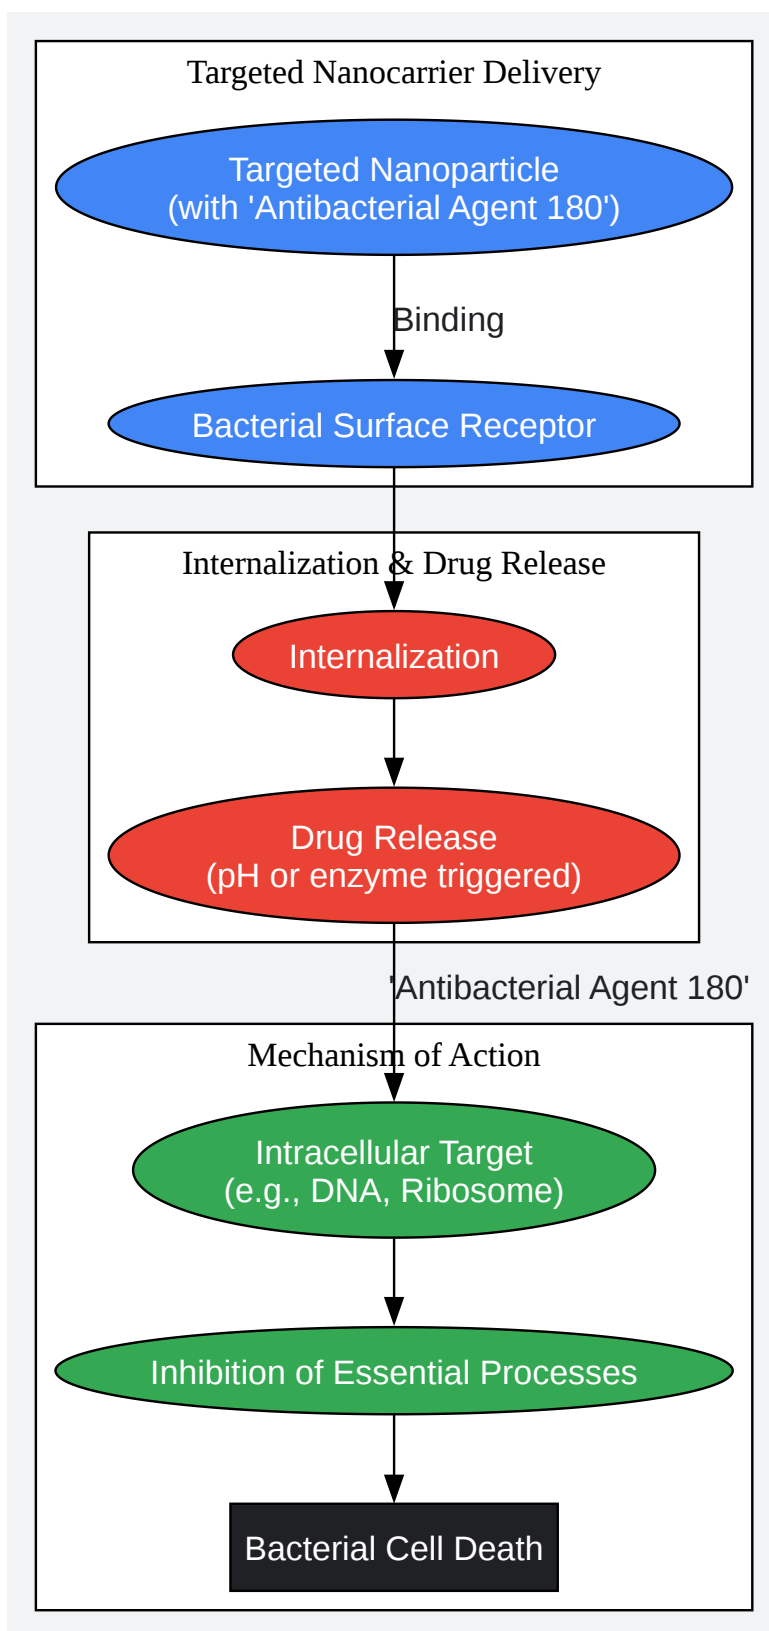 Targeted Nanocarrier Delivery
Targeted Nanoparticle
(with 'Antibacterial Agent 180')
Binding
Bacterial Surface Receptor
Internalization & Drug Release
Internalization
Drug Release
(pH or enzyme triggered)
'Antibacterial Agent 180'
Mechanism of Action
Intracellular Target
(e.g., DNA, Ribosome)
Inhibition of Essential Processes
Bacterial Cell Death